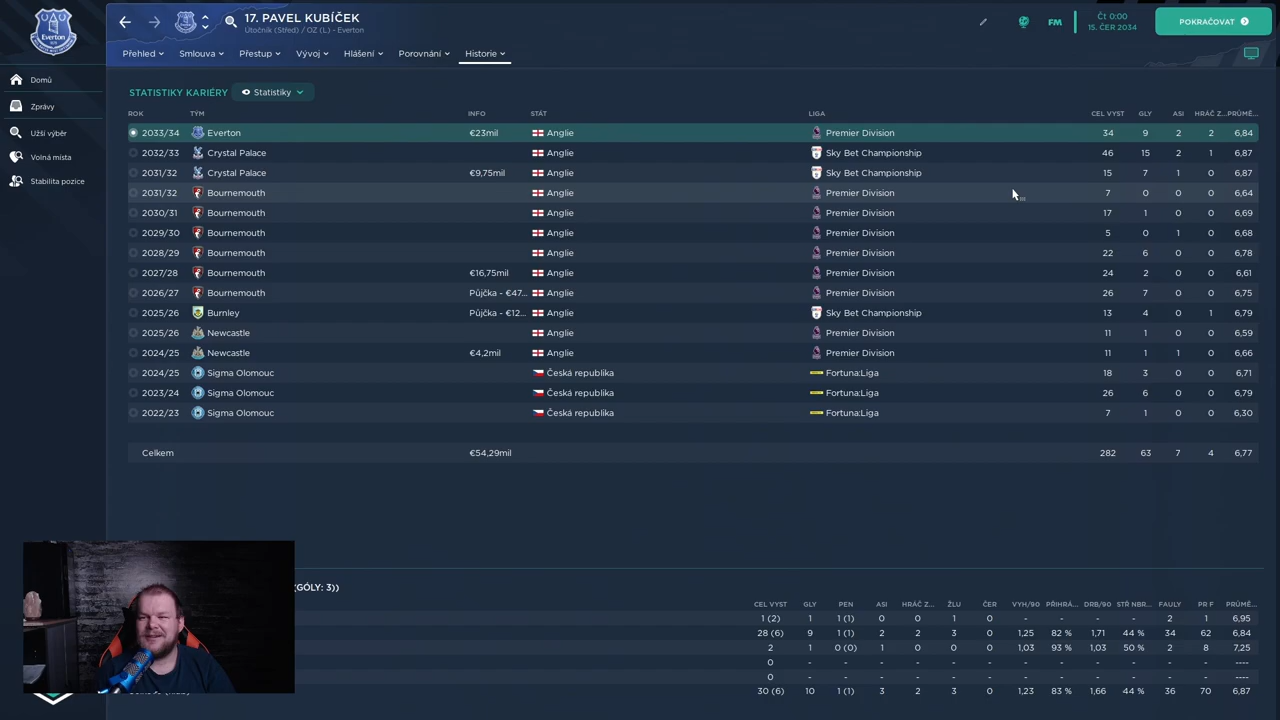 Everton
17. PAVEL KUBÍČEK
Útočník (Střed) / OZ (L) - Everton
FM
Čt 0:00
15. ČER 2034
POKRAČOVAT
Přehled Smlouva Přestup Vývoj Hlášení Porovnání Historie
Domů
Zprávy
Užší výběr
Volná místa
Stabilita pozice
STATISTIKY KARIÉRY Statistiky
ROK TÝM INFO STÁT LIGA CEL VYST GLY ASI HRÁČ Z... PRŮMĚ...
2033/34 Everton €23mil Anglie Premier Division 34 9 2 2 6,84
2032/33 Crystal Palace Anglie Sky Bet Championship 46 15 2 1 6,87
2031/32 Crystal Palace €9,75mil Anglie Sky Bet Championship 15 7 1 0 6,87
2031/32 Bournemouth Anglie Premier Division 7 0 0 0 6,64
2030/31 Bournemouth Anglie Premier Division 17 1 0 0 6,69
2029/30 Bournemouth Anglie Premier Division 5 0 1 0 6,68
2028/29 Bournemouth Anglie Premier Division 22 6 0 0 6,78
2027/28 Bournemouth €16,75mil Anglie Premier Division 24 2 0 0 6,61
2026/27 Bournemouth Půjčka - €47... Anglie Premier Division 26 7 0 0 6,75
2025/26 Burnley Půjčka - €12... Anglie Sky Bet Championship 13 4 0 1 6,79
2025/26 Newcastle Anglie Premier Division 11 1 0 0 6,59
2024/25 Newcastle €4,2mil Anglie Premier Division 11 1 1 0 6,66
2024/25 Sigma Olomouc Česká republika Fortuna:Liga 18 3 0 0 6,71
2023/24 Sigma Olomouc Česká republika Fortuna:Liga 26 6 0 0 6,79
2022/23 Sigma Olomouc Česká republika Fortuna:Liga 7 1 0 0 6,30
Celkem €54,29mil 282 63 7 4 6,77
(GÓLY: 3))
CEL VYST GLY PEN ASI HRÁČ Z... ŽLU ČER VYH/90 PŘIHRÁ... DRB/90 STŘ NBR... FAULY PR F PRŮMĚ...
1 (2) 1 1 (1) 0 0 1 0 - - - - 2 1 6,95
28 (6) 9 1 (1) 2 2 3 0 1,25 82 % 1,71 44 % 34 62 6,84
2 1 0 (0) 1 0 0 0 1,03 93 % 1,03 50 % 2 8 7,25
0 - - - - - - - - - - - - ----
0 - - - - - - - - - - - - ----
30 (6) 10 1 (1) 3 2 3 0 1,23 83 % 1,66 44 % 36 70 6,87